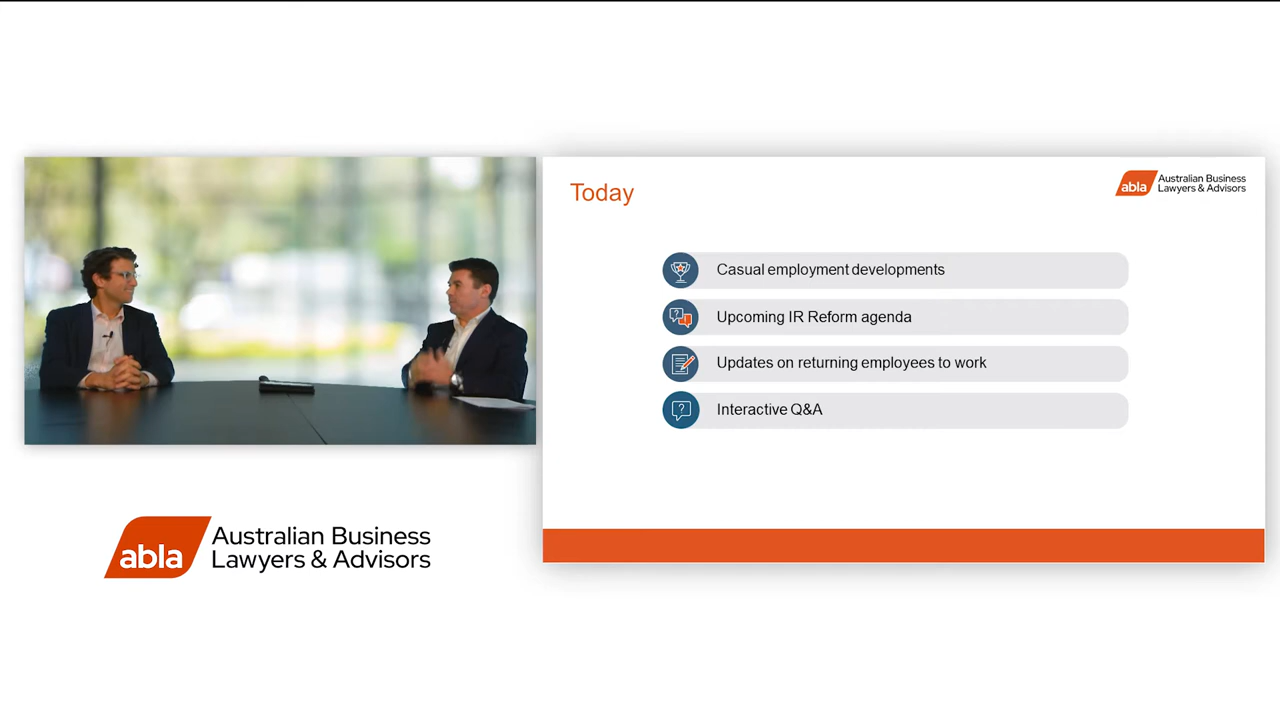 Today
abla
Australian Business
Lawyers & Advisors
Casual employment developments
Upcoming IR Reform agenda
Updates on returning employees to work
Interactive Q&A
abla
Australian Business
Lawyers & Advisors